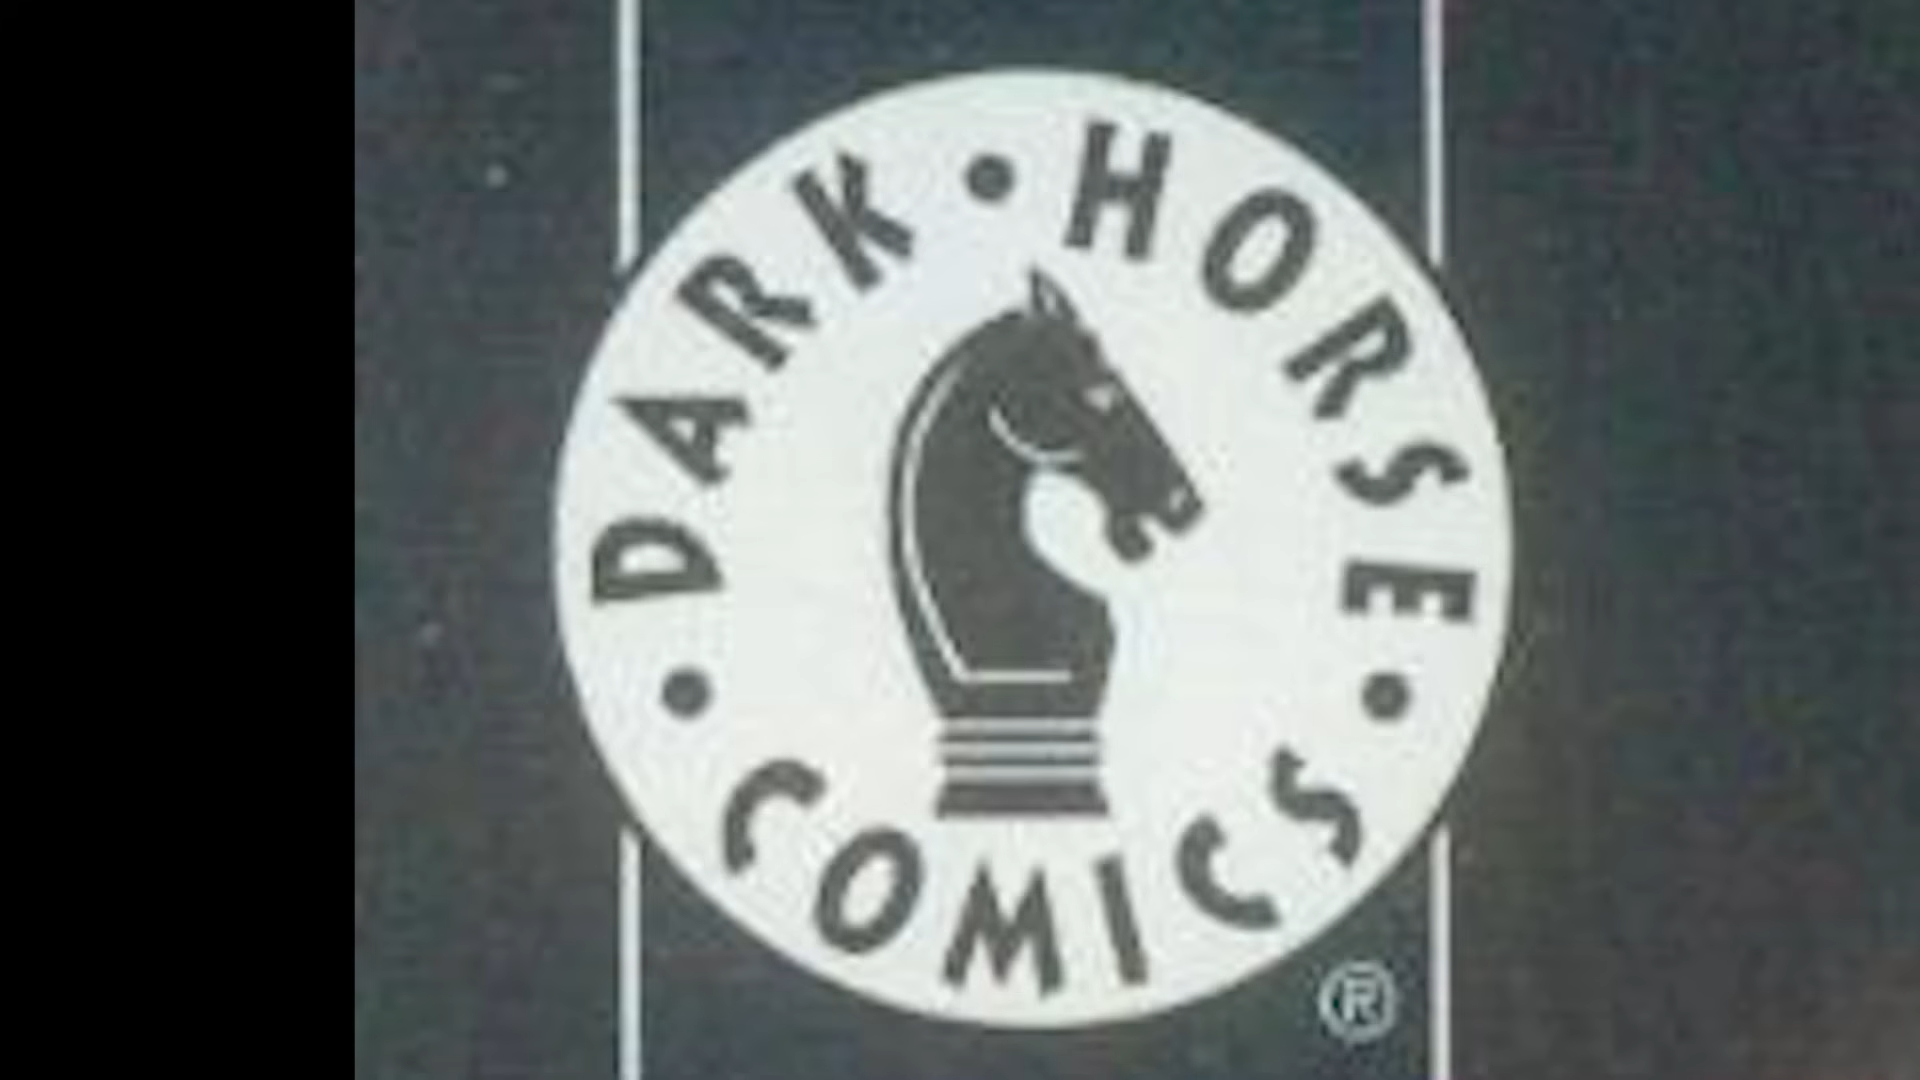 DARK • HORSE
• COMICS •
®